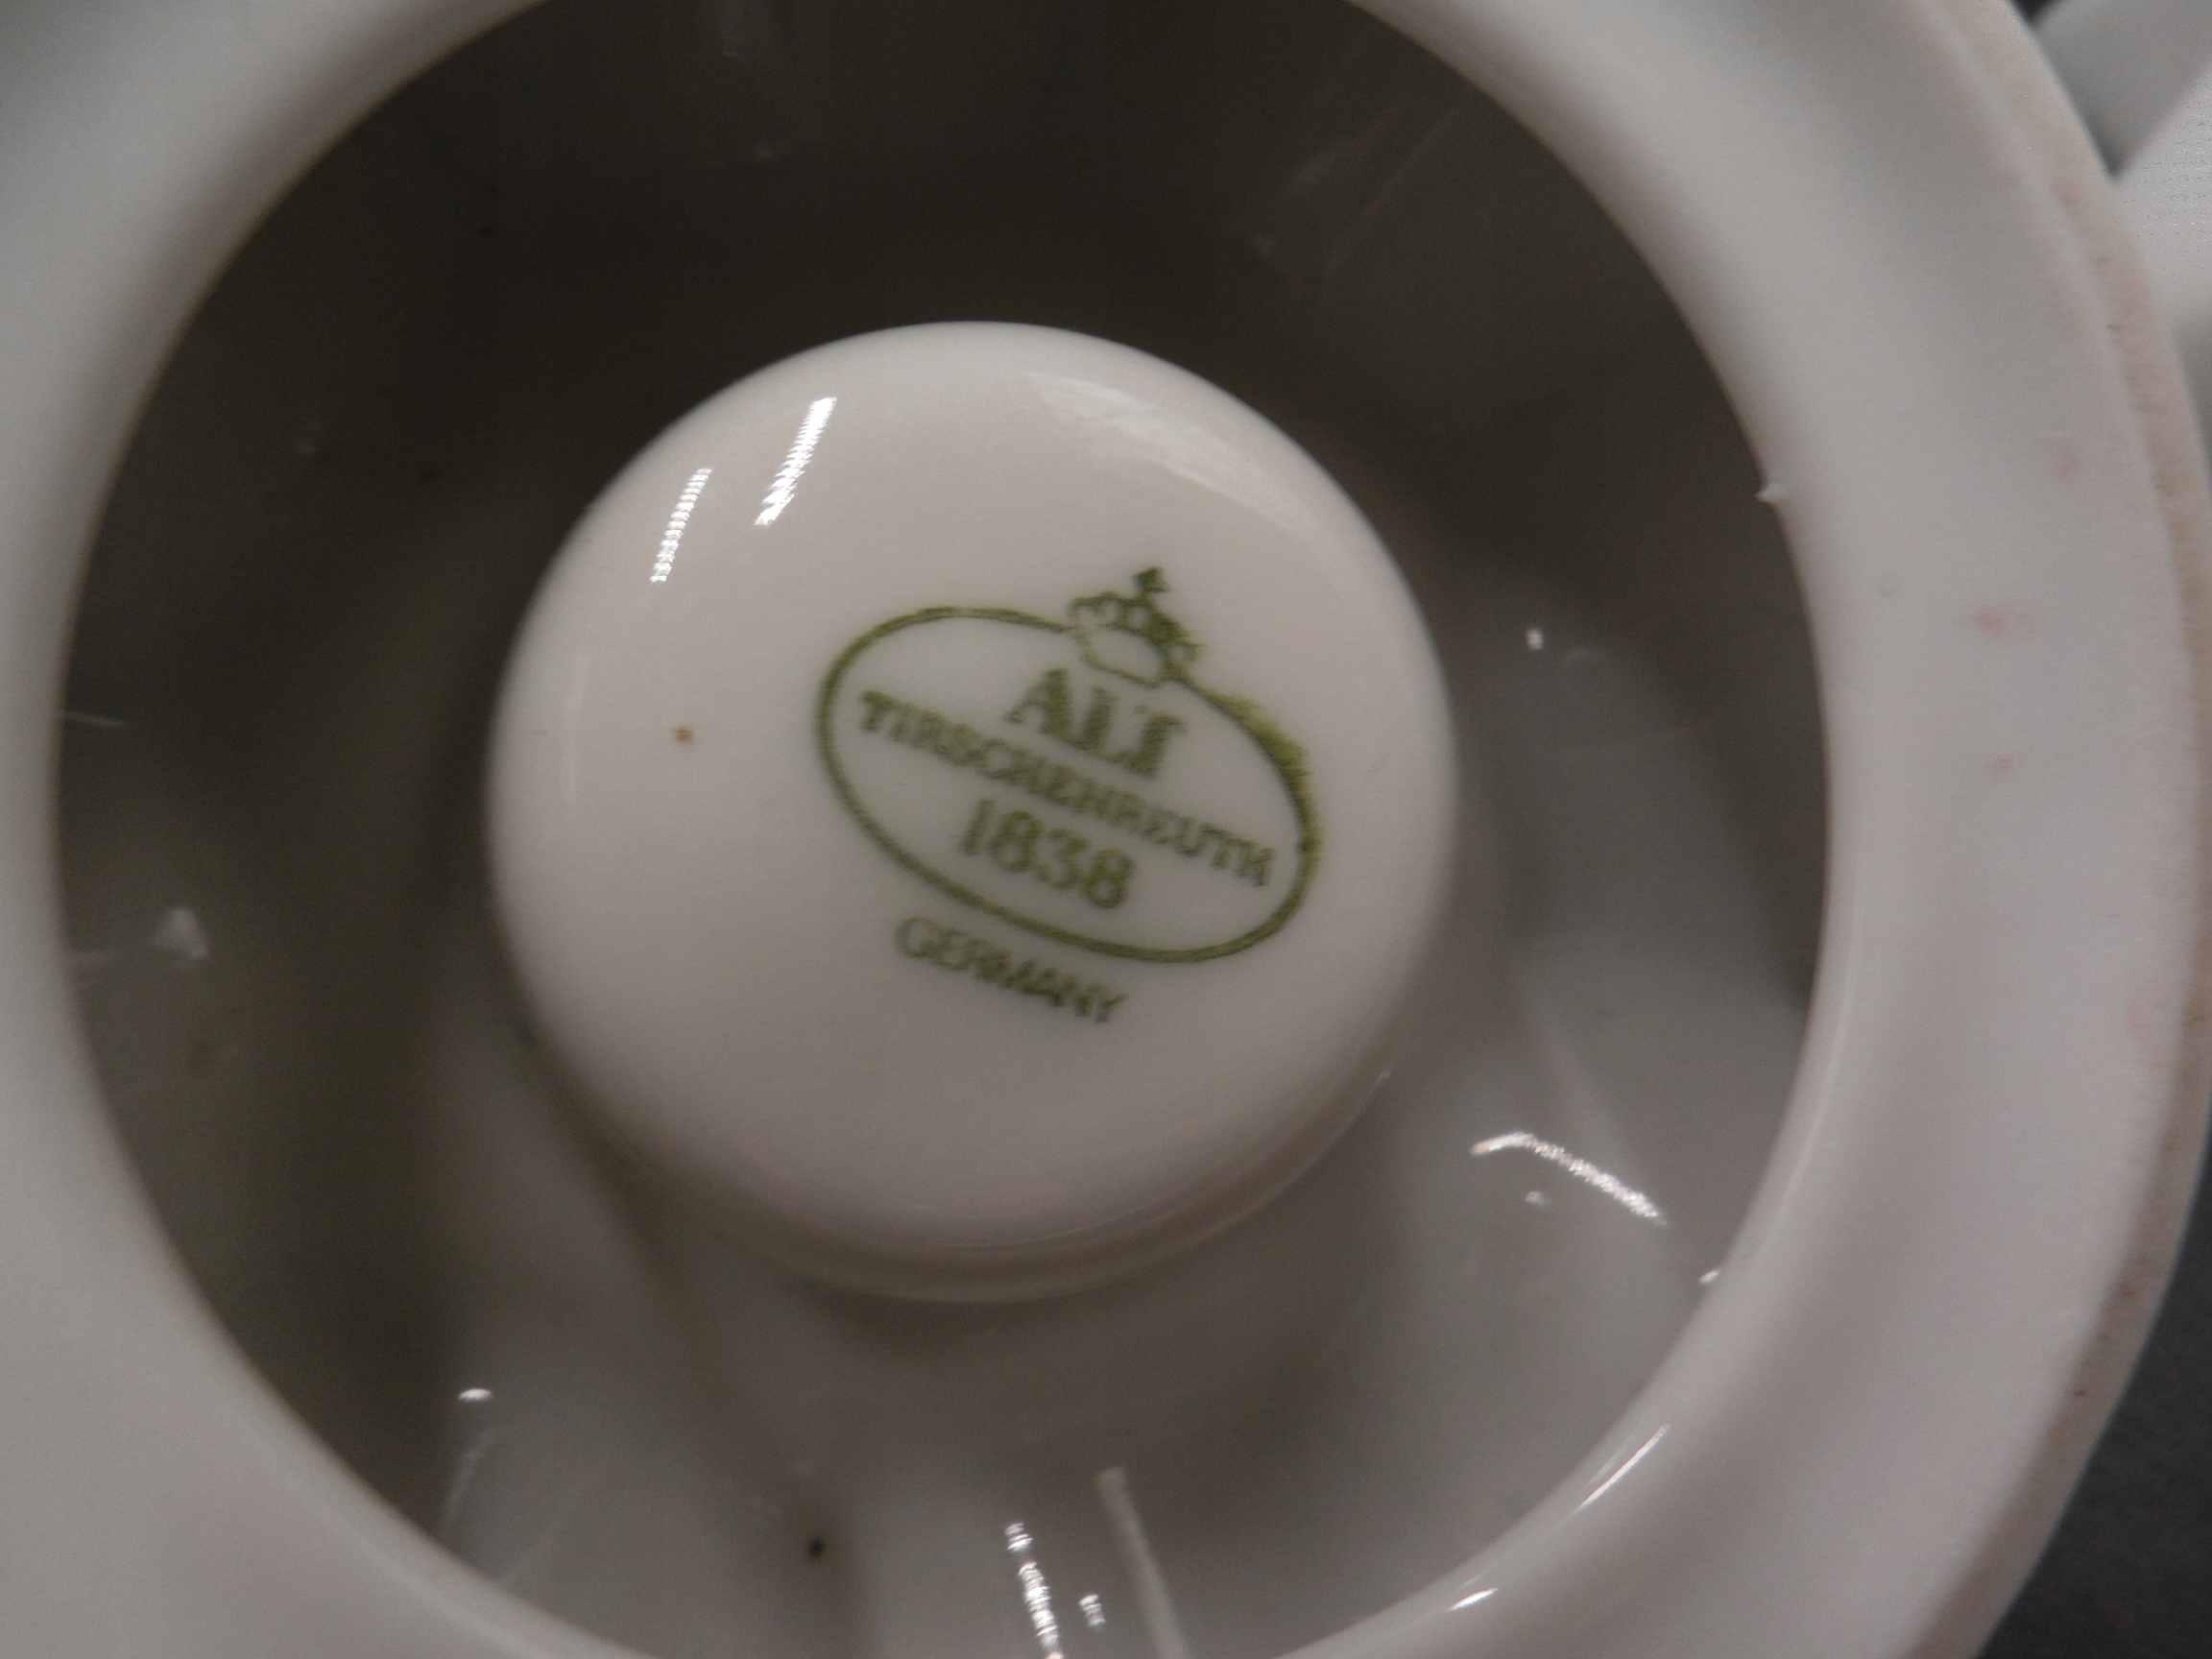 ALT
TIRSCHENREUTH
1838
GERMANY